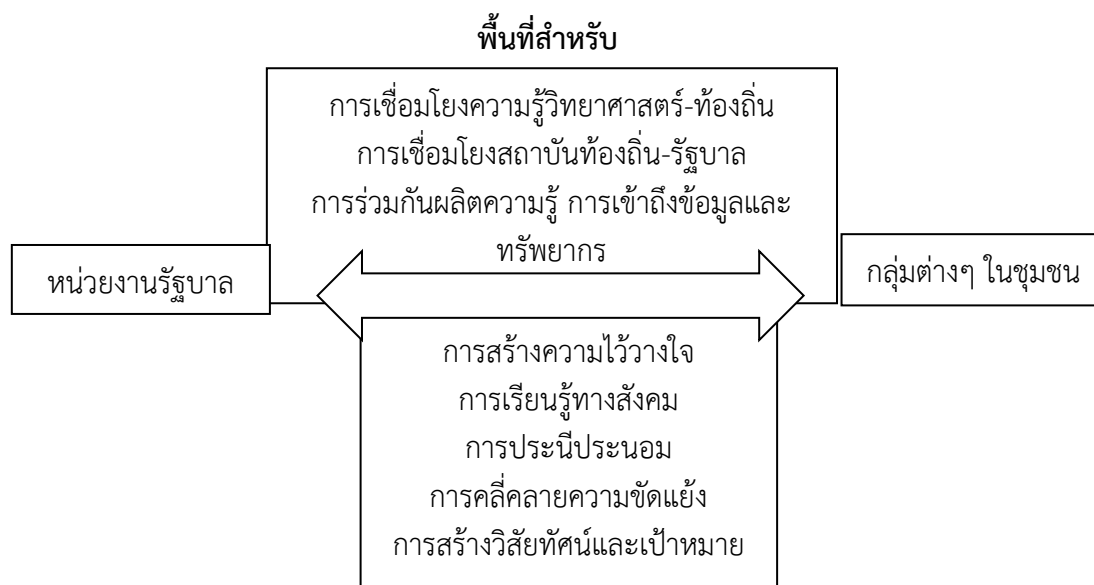 พื้นที่สำหรับ
การเชื่อมโยงความรู้วิทยาศาสตร์-ท้องถิ่น
การเชื่อมโยงสถาบันท้องถิ่น-รัฐบาล
การร่วมกันผลิตความรู้ การเข้าถึงข้อมูลและ
ทรัพยากร
หน่วยงานรัฐบาล
กลุ่มต่างๆ ในชุมชน
การสร้างความไว้วางใจ
การเรียนรู้ทางสังคม
การประนีประนอม
การคลี่คลายความขัดแย้ง
การสร้างวิสัยทัศน์และเป้าหมาย